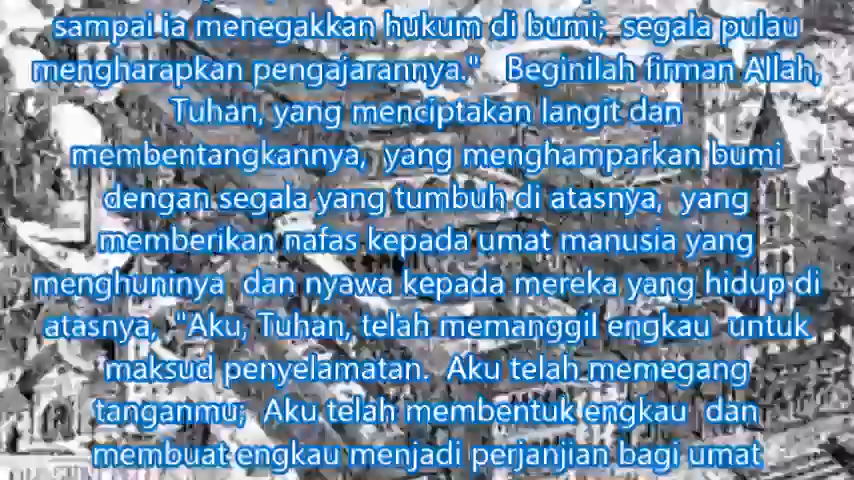 sampai ia menegakkan hukum di bumi; segala pulau
mengharapkan pengajarannya." Beginilah firman Allah,
Tuhan, yang menciptakan langit dan
membentangkannya, yang menghamparkan bumi
dengan segala yang tumbuh di atasnya, yang
memberikan nafas kepada umat manusia yang
menghuninya dan nyawa kepada mereka yang hidup di
atasnya, "Aku, Tuhan, telah memanggil engkau untuk
maksud penyelamatan. Aku telah memegang
tanganmu; Aku telah membentuk engkau dan
membuat engkau menjadi perjanjian bagi umat